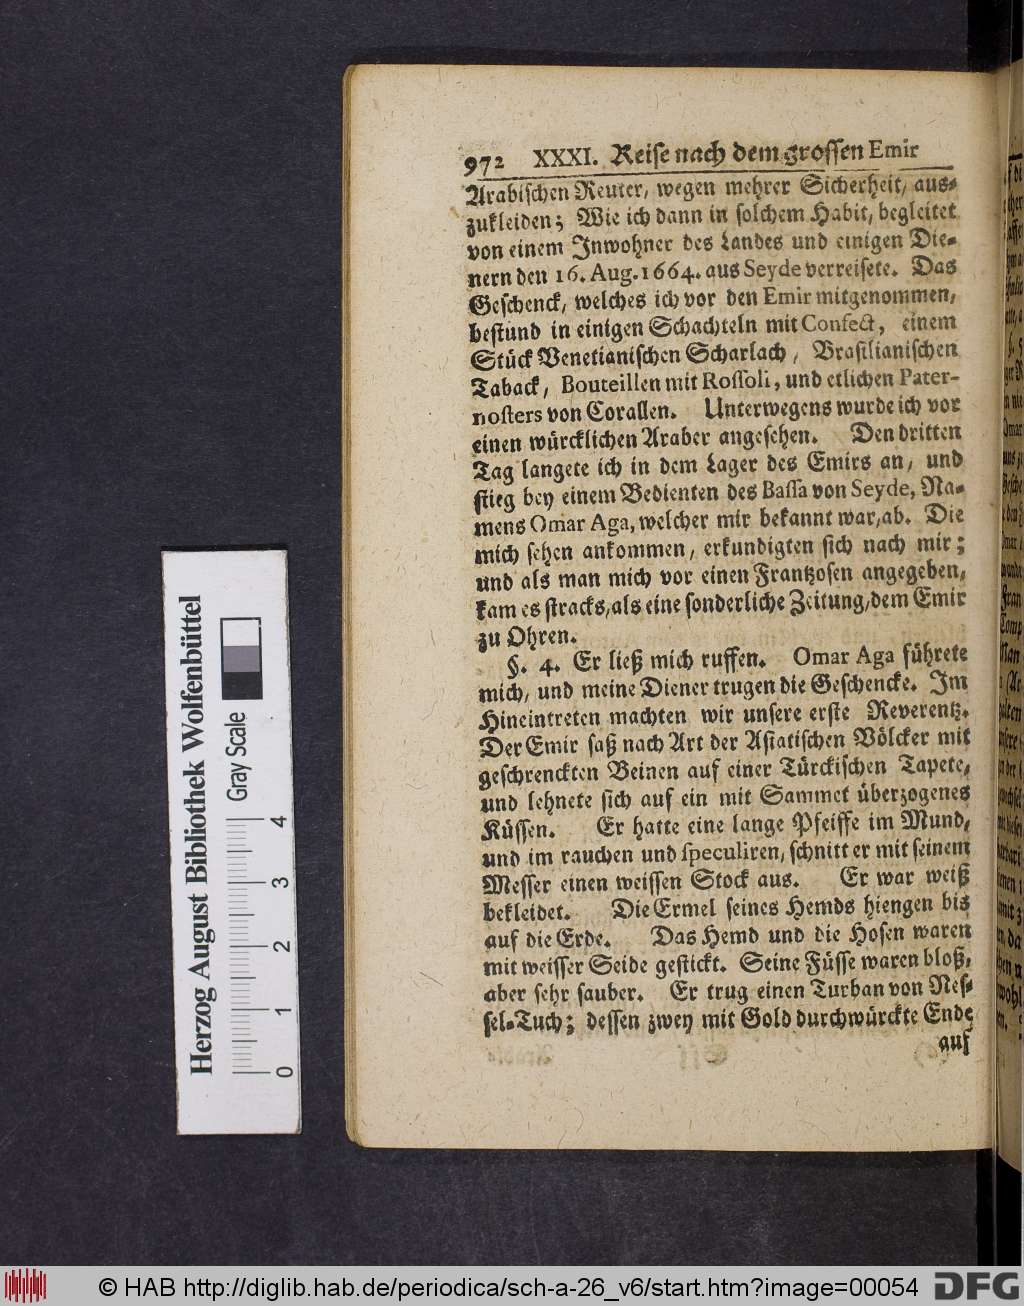 972 XXXI. Reise nach dem grossen Emir
Arabischen Reuter, wegen mehrer Sicherheit, aus-
zukleiden; Wie ich dann in solchem Habit, begleitet
von einem Inwohner des Landes und einigen Die-
nern den 16. Aug. 1664. aus Seyde verreisete. Das
Geschenck, welches ich vor den Emir mitgenommen,
bestund in einigen Schachteln mit Confect, einem
Stück Venetianischen Scharlach, Brasilianischen
Taback, Bouteillen mit Rossoli, und etlichen Pater-
nosters von Corallen. Unterwegens wurde ich vor
einen würcklichen Araber angesehen. Den dritten
Tag langete ich in dem Lager des Emirs an, und
stieg bey einem Bedienten des Bassa von Seyde, Na-
mens Omar Aga, welcher mir bekannt war, ab. Die
mich sehen ankommen, erkundigten sich nach mir;
und als man mich vor einen Frantzosen angegeben,
kam es stracks, als eine sonderliche Zeitung, dem Emir
zu Ohren.
§. 4. Er ließ mich ruffen. Omar Aga führete
mich, und meine Diener trugen die Geschencke. Im
Hineintreten machten wir unsere erste Reverentz.
Der Emir saß nach Art der Asiatischen Völcker mit
geschrenckten Beinen auf einer Türckischen Tapete,
und lehnete sich auf ein mit Sammet überzogenes
Küssen. Er hatte eine lange Pfeiffe im Mund,
und im rauchen und speculiren, schnitt er mit seinem
Messer einen weissen Stock aus. Er war weiß
bekleidet. Die Ermel seines Hemds hiengen bis
auf die Erde. Das Hemd und die Hosen waren
mit weisser Seide gestickt. Seine Füsse waren bloß,
aber sehr sauber. Er trug einen Turban von Nes-
sel-Tuch; dessen zwey mit Gold durchwürckte Ende
auf
Herzog August Bibliothek Wolfenbüttel
Gray Scale
0 1 2 3 4
© HAB http://diglib.hab.de/periodica/sch-a-26_v6/start.htm?image=00054
DFG